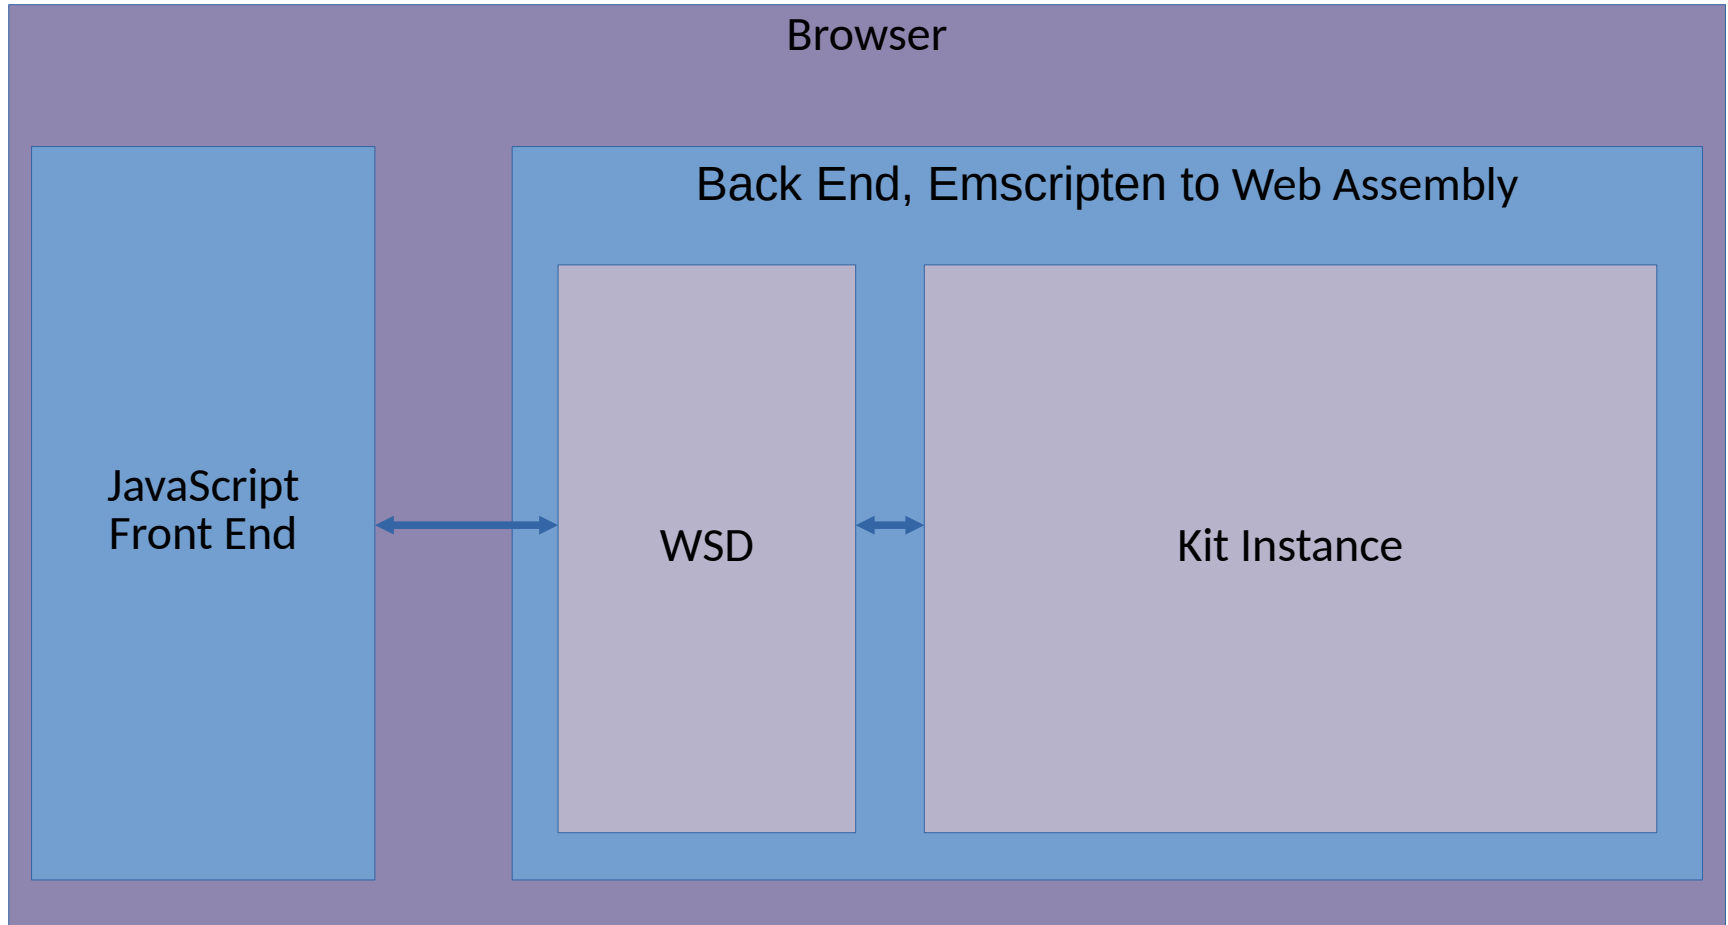 Browser
Back End, Emscripten to Web Assembly
JavaScript
Front End
WSD
Kit Instance